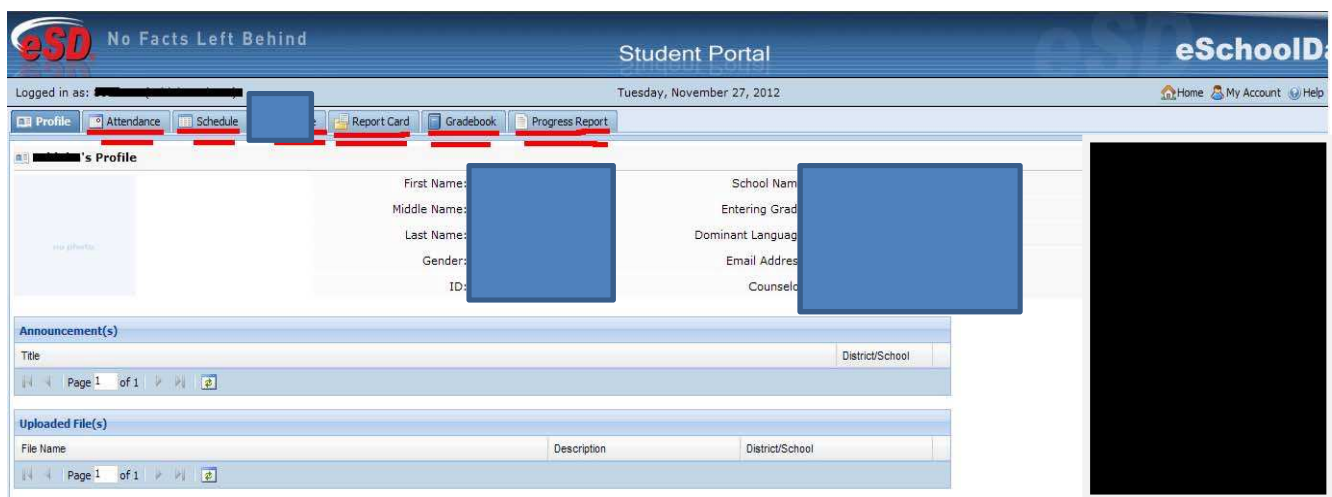 eSD No Facts Left Behind
Student Portal
eSchoolDa
Logged in as:
Tuesday, November 27, 2012
Home My Account Help
Profile Attendance Schedule Report Card Gradebook Progress Report
's Profile
First Name: School Nam
Middle Name: Entering Grad
Last Name: Dominant Languag
Gender: Email Addres
ID: Counselo
Announcement(s)
Title District/School
Page 1 of 1
Uploaded File(s)
File Name Description District/School
Page 1 of 1